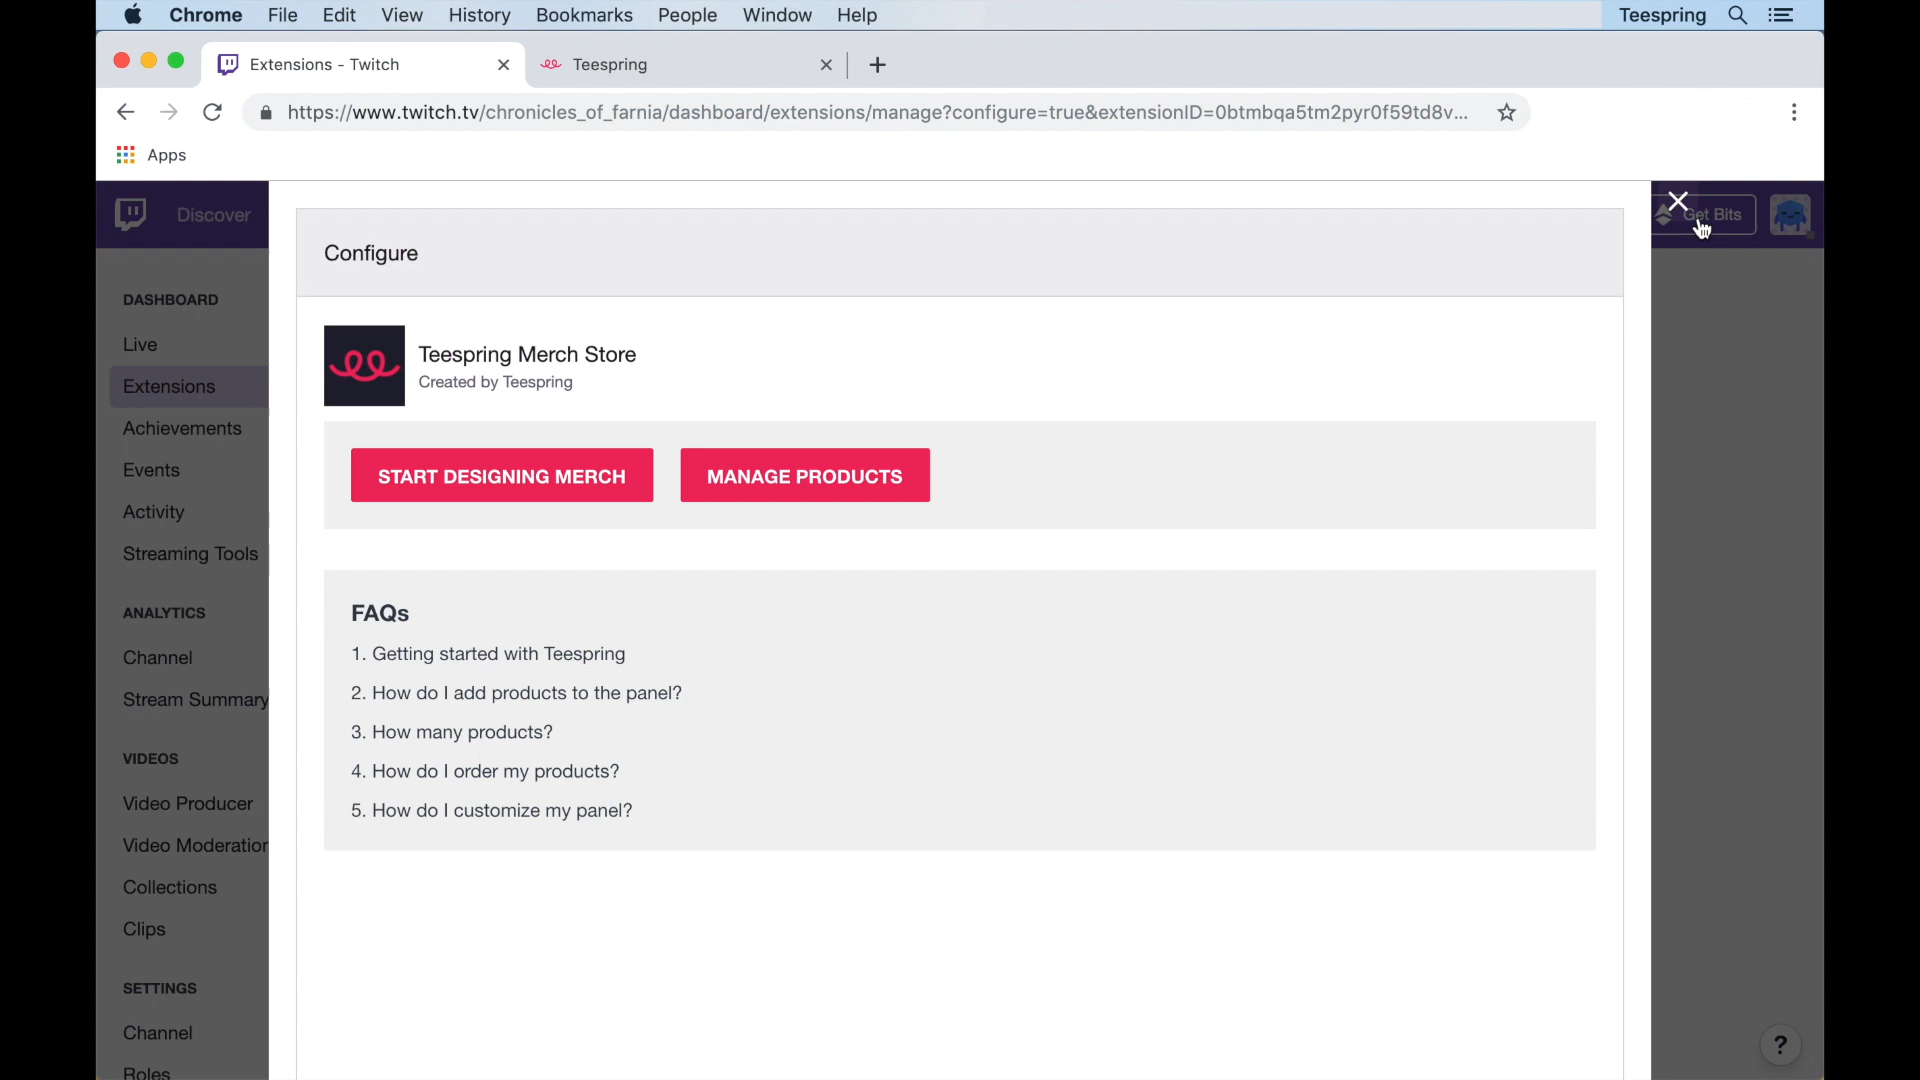 Chrome File Edit View History Bookmarks People Window Help Teespring
Extensions - Twitch Teespring
https://www.twitch.tv/chronicles_of_farnia/dashboard/extensions/manage?configure=true&extensionID=0btmbqa5tm2pyr0f59td8v...
Apps
Discover
Get Bits
Configure
DASHBOARD
Live
Extensions
Achievements
Events
Activity
Streaming Tools
ANALYTICS
Channel
Stream Summary
VIDEOS
Video Producer
Video Moderation
Collections
Clips
SETTINGS
Channel
Roles
Teespring Merch Store
Created by Teespring
START DESIGNING MERCH MANAGE PRODUCTS
FAQs
1. Getting started with Teespring
2. How do I add products to the panel?
3. How many products?
4. How do I order my products?
5. How do I customize my panel?
?